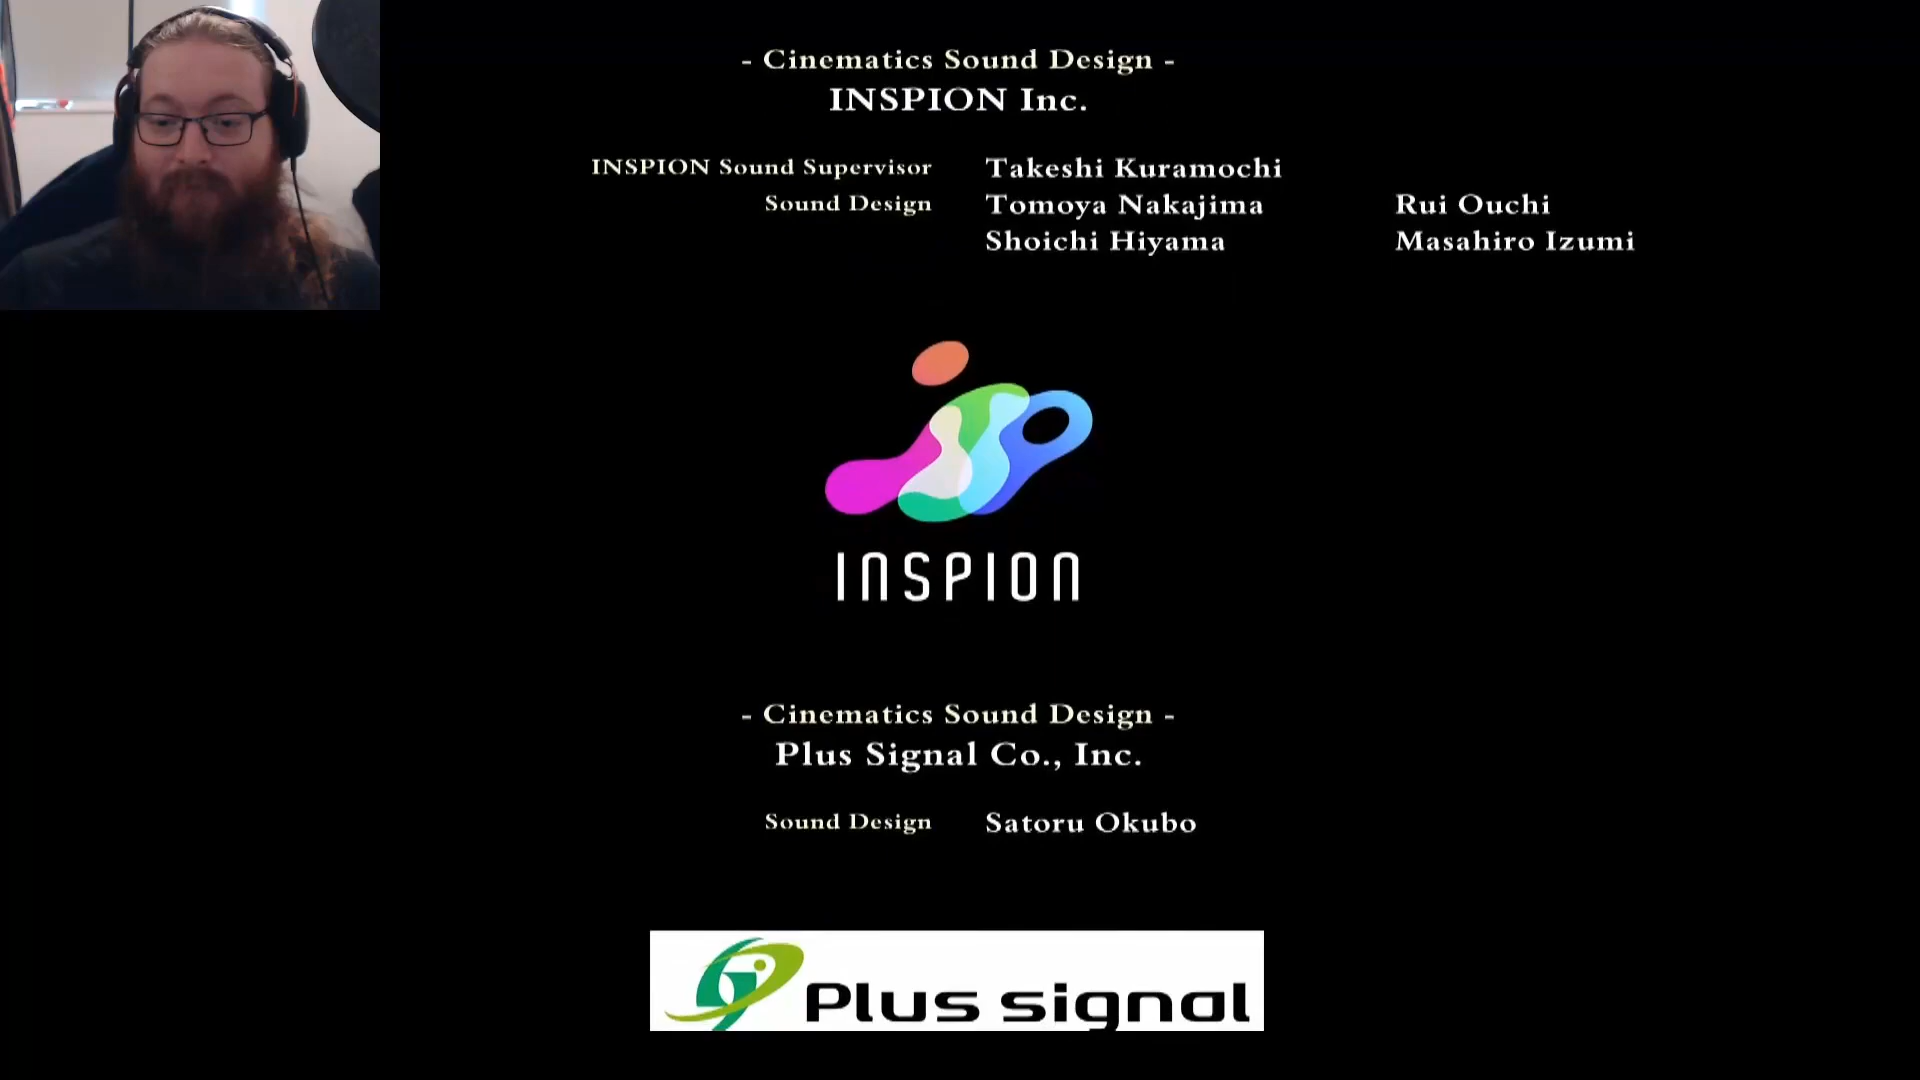 - Cinematics Sound Design -
INSPION Inc.
INSPION Sound Supervisor Takeshi Kuramochi
Sound Design Tomoya Nakajima Rui Ouchi
Shoichi Hiyama Masahiro Izumi
INSPION
- Cinematics Sound Design -
Plus Signal Co., Inc.
Sound Design Satoru Okubo
Plus signal